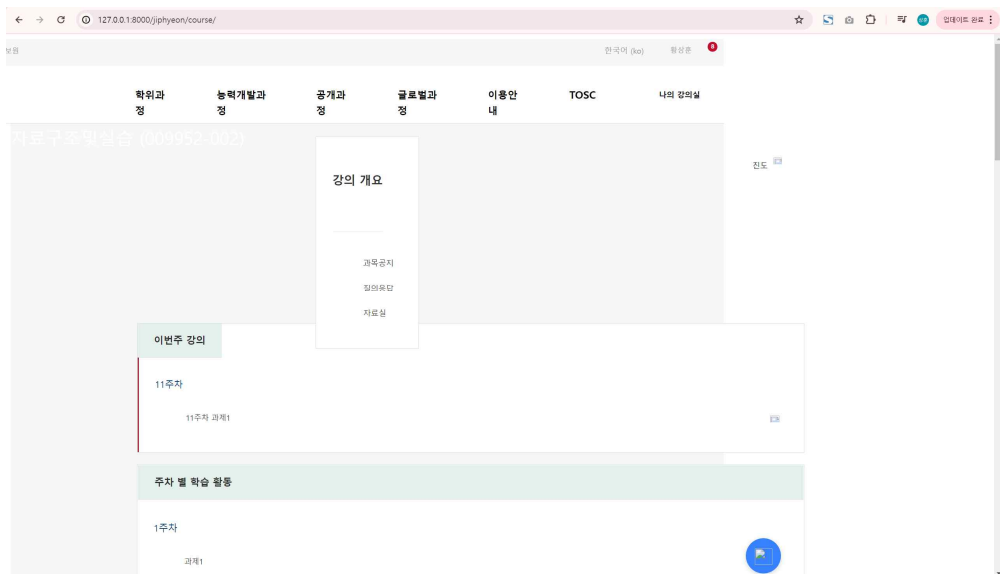 127.0.0.1:8000/jiphyeon/course/
업데이트 완료
보원
한국어 (ko)
황상훈
8
학위과
정
능력개발과
정
공개과
정
글로벌과
정
이용안
내
TOSC
나의 강의실
자료구조및실습 (009952-002)
강의 개요
진도
과목공지
질의응답
자료실
이번주 강의
11주차
11주차 과제1
주차 별 학습 활동
1주차
과제1